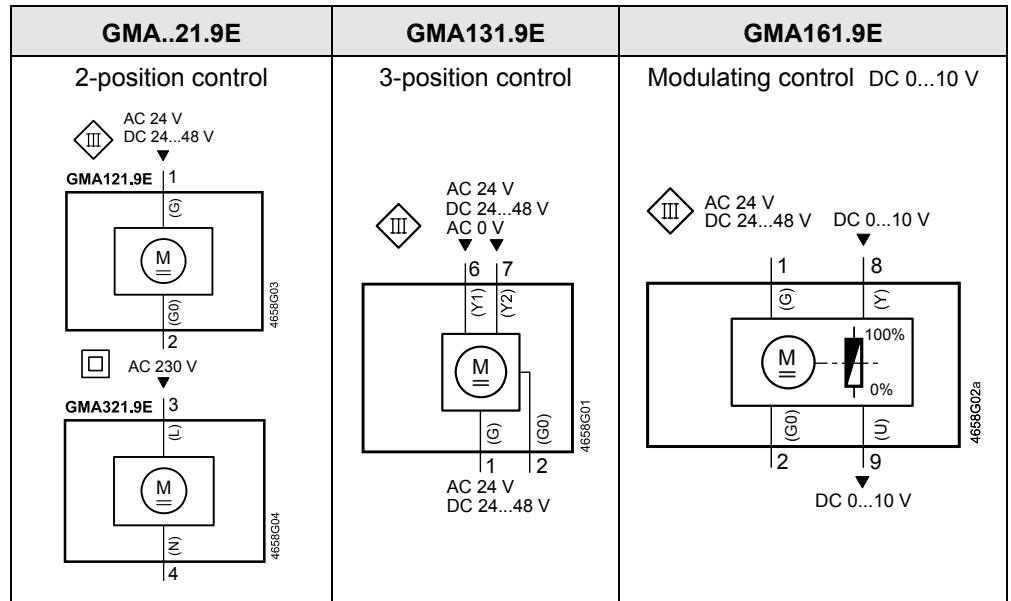 GMA..21.9E
2-position control
III
AC 24 V
DC 24...48 V
GMA121.9E
1
(G)
M
(G0)
2
4658G03
AC 230 V
GMA321.9E
3
(L)
M
(N)
4
4658G04
GMA131.9E
3-position control
III
AC 24 V
DC 24...48 V
AC 0 V
6 7
(Y1) (Y2)
M
(G) (G0)
1 2
4658G01
AC 24 V
DC 24...48 V
GMA161.9E
Modulating control DC 0...10 V
III
AC 24 V
DC 24...48 V
DC 0...10 V
1 8
(G) (Y)
100%
M
0%
(G0) (U)
2 9
4658G02a
DC 0...10 V